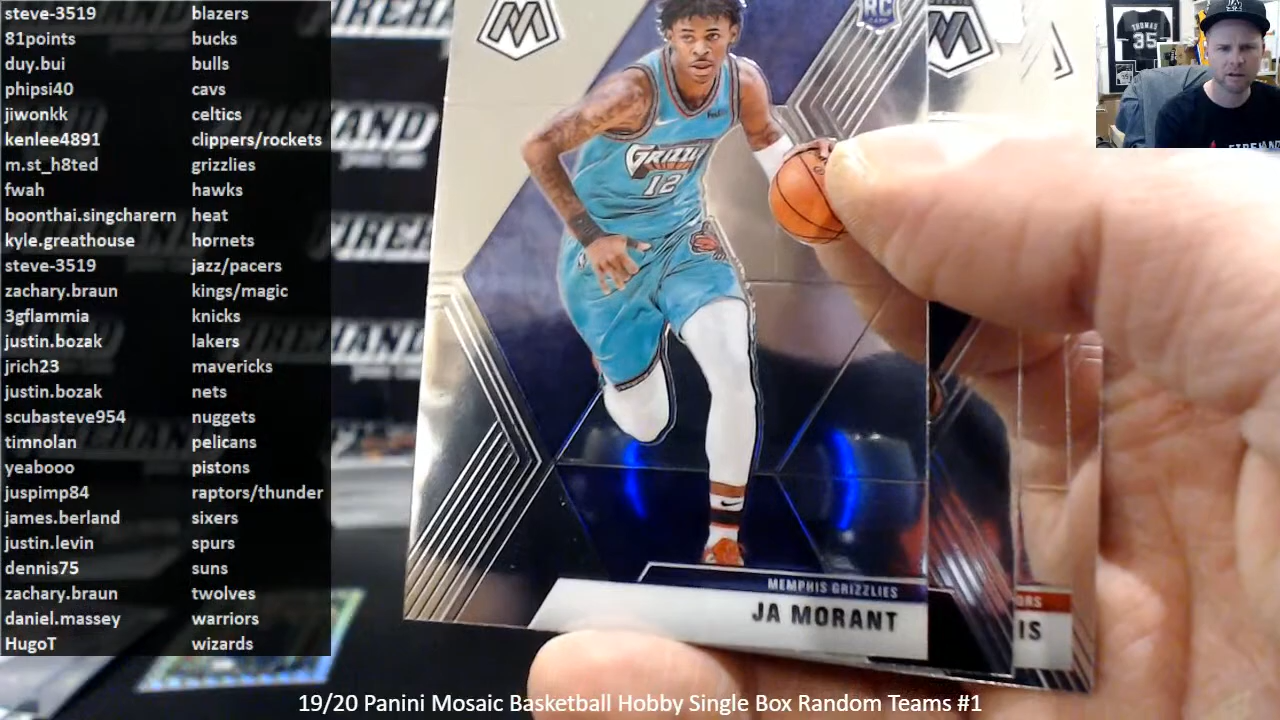 steve-3519 blazers
81points bucks
duy.bui bulls
phipsi40 cavs
jiwonkk celtics
kenlee4891 clippers/rockets
m.st_h8ted grizzlies
fwah hawks
boonthai.singcharern heat
kyle.greathouse hornets
steve-3519 jazz/pacers
zachary.braun kings/magic
3gflammia knicks
justin.bozak lakers
jrich23 mavericks
justin.bozak nets
scubasteve954 nuggets
timnolan pelicans
yeabooo pistons
juspimp84 raptors/thunder
james.berland sixers
justin.levin spurs
dennis75 suns
zachary.braun twolves
daniel.massey warriors
HugoT wizards
RC
GRIZZ
12
MEMPHIS GRIZZLIES
JA MORANT
IS
THOMAS
35
19/20 Panini Mosaic Basketball Hobby Single Box Random Teams #1